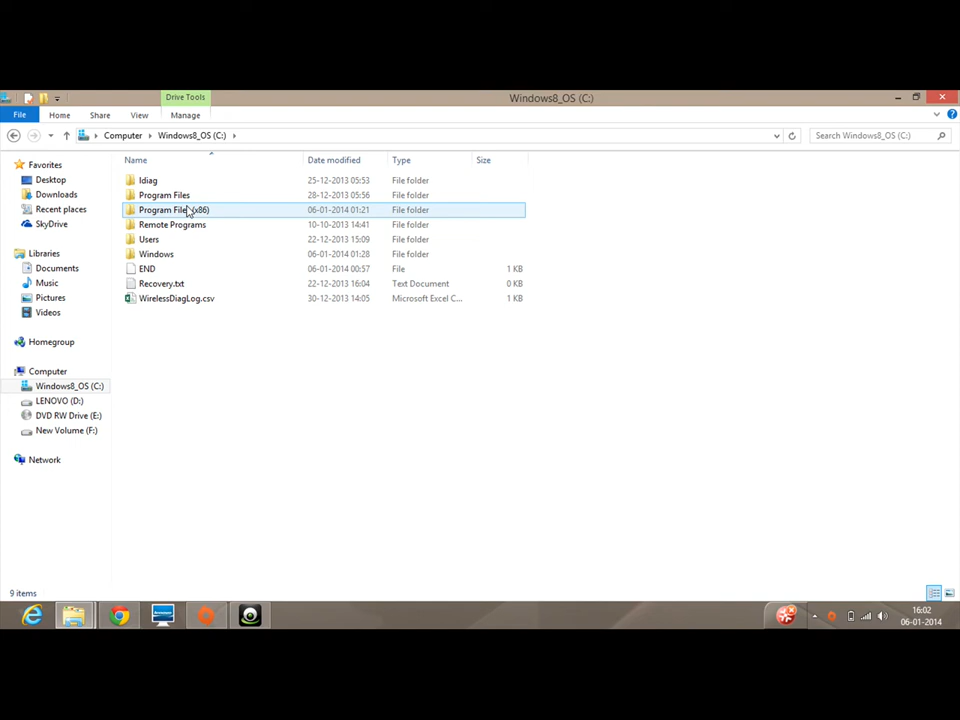 Drive Tools
Windows8_OS (C:)
File Home Share View Manage
Computer Windows8_OS (C:)
Search Windows8_OS (C:)
Name Date modified Type Size
Favorites
Desktop
Downloads
Recent places
SkyDrive
Libraries
Documents
Music
Pictures
Videos
Homegroup
Computer
Windows8_OS (C:)
LENOVO (D:)
DVD RW Drive (E:)
New Volume (F:)
Network
Idiag 25-12-2013 05:53 File folder
Program Files 28-12-2013 05:56 File folder
Program Files (x86) 06-01-2014 01:21 File folder
Remote Programs 10-10-2013 14:41 File folder
Users 22-12-2013 15:09 File folder
Windows 06-01-2014 01:28 File folder
END 06-01-2014 00:57 File 1 KB
Recovery.txt 22-12-2013 16:04 Text Document 0 KB
WirelessDiagLog.csv 30-12-2013 14:05 Microsoft Excel C... 1 KB
9 items
16:02
06-01-2014